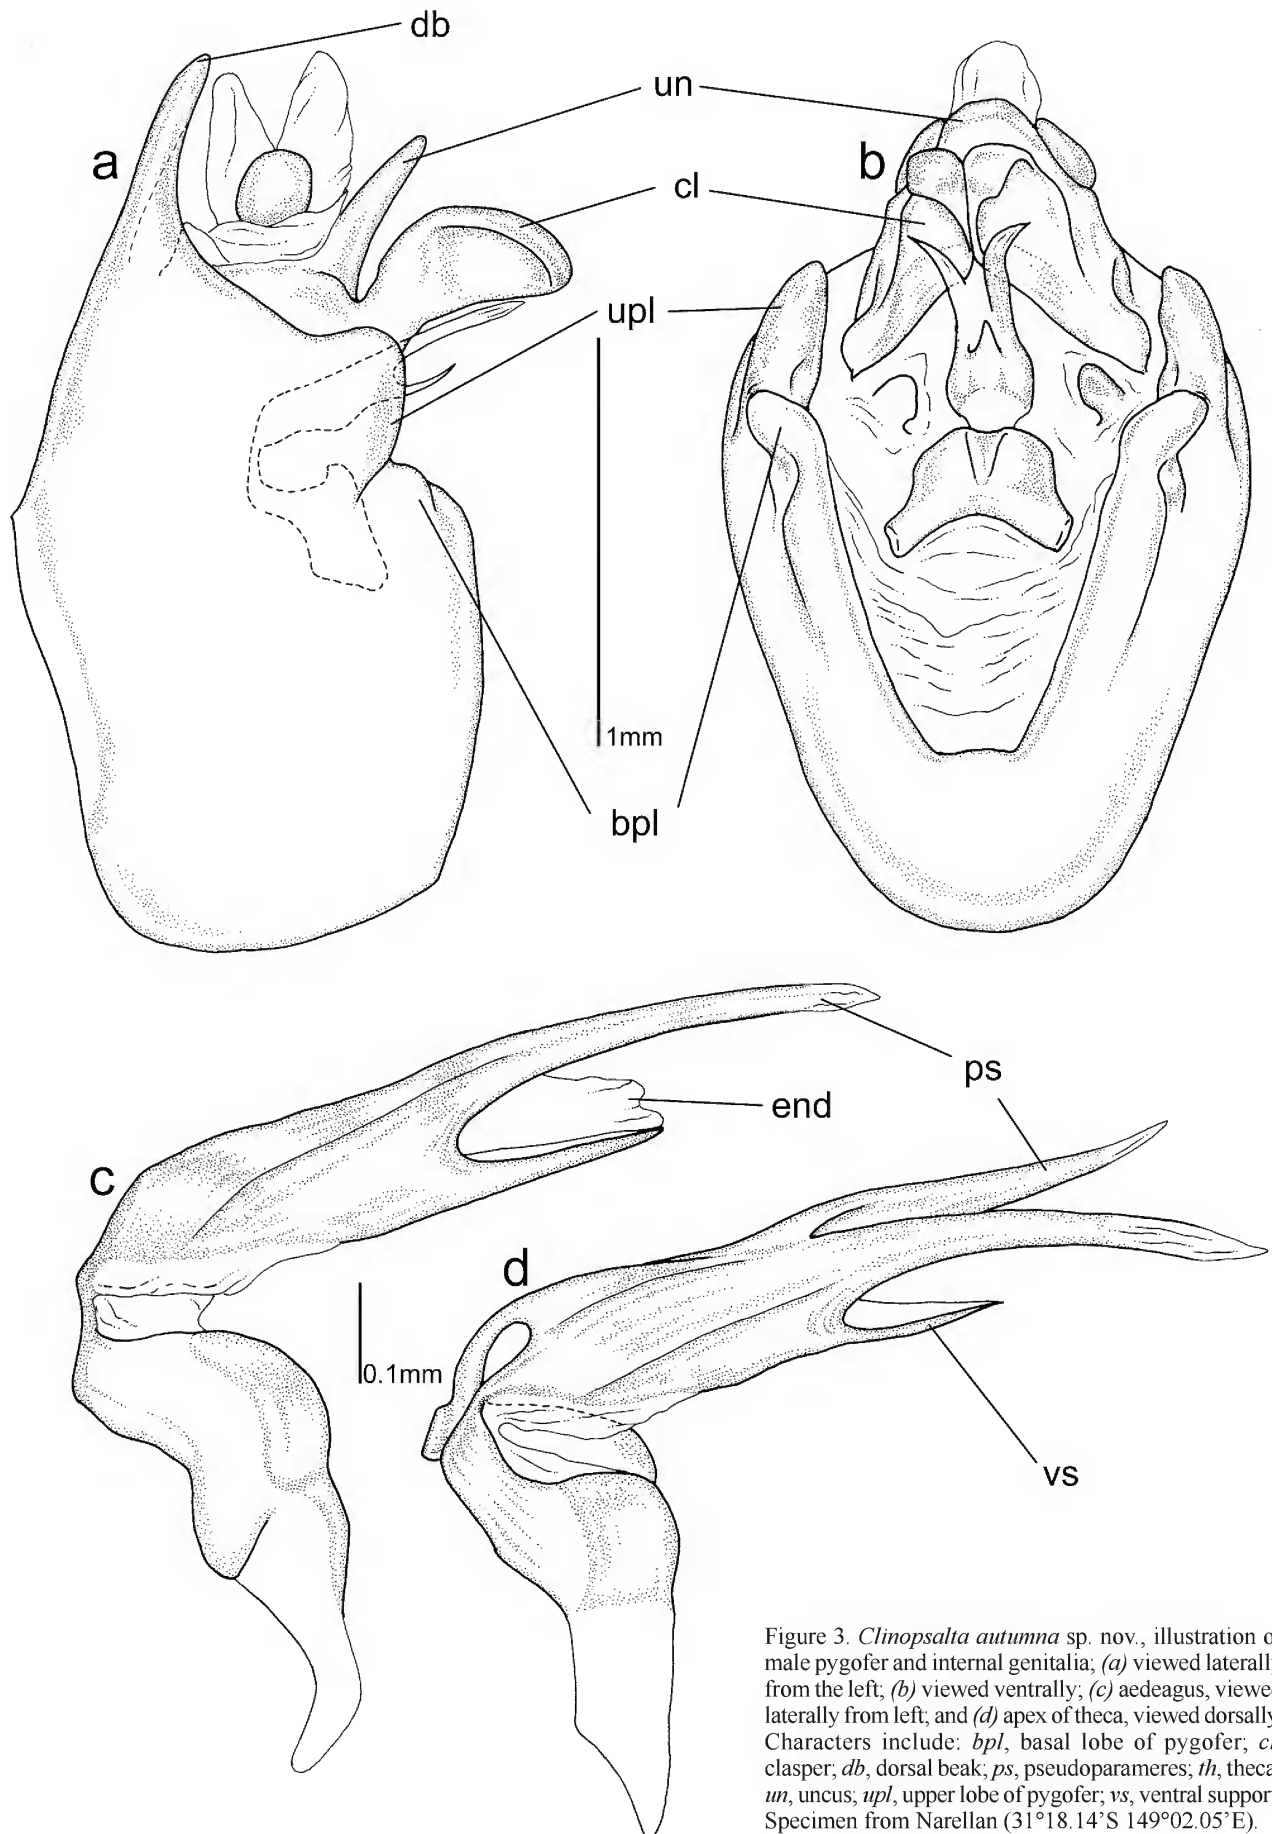 db
un
a
b
cl
upl
1mm
bpl
ps
end
c
d
0.1mm
vs
Figure 3. Clinopsalta autumna sp. nov., illustration o
male pygofer and internal genitalia; (a) viewed laterall
from the left; (b) viewed ventrally; (c) aedeagus, viewe
laterally from left; and (d) apex of theca, viewed dorsally
Characters include: bpl, basal lobe of pygofer; c
clasper; db, dorsal beak; ps, pseudoparameres; th, theca
un, uncus; upl, upper lobe of pygofer; vs, ventral support
Specimen from Narellan (31°18.14’S 149°02.05’E).